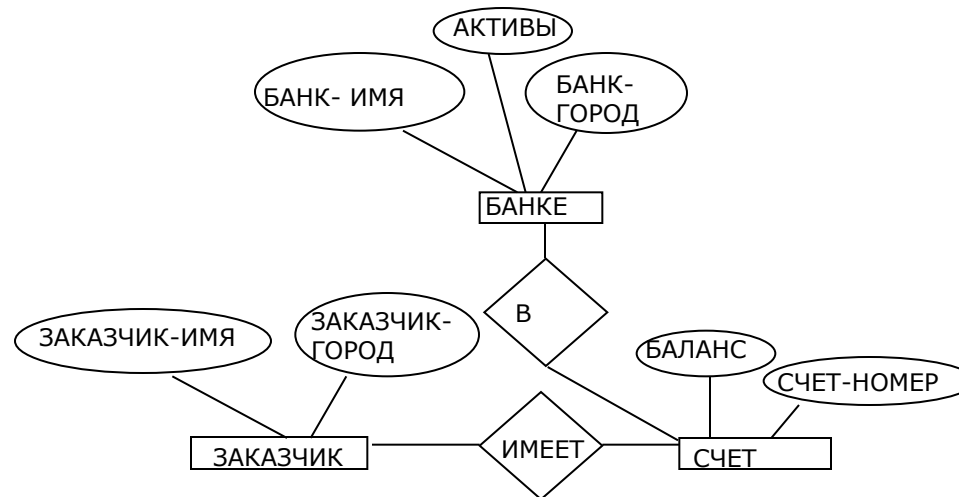 АКТИВЫ
БАНК- ИМЯ
БАНК-
ГОРОД
БАНКЕ
В
ЗАКАЗЧИК-ИМЯ
ЗАКАЗЧИК-
ГОРОД
БАЛАНС
СЧЕТ-НОМЕР
ЗАКАЗЧИК
ИМЕЕТ
СЧЕТ